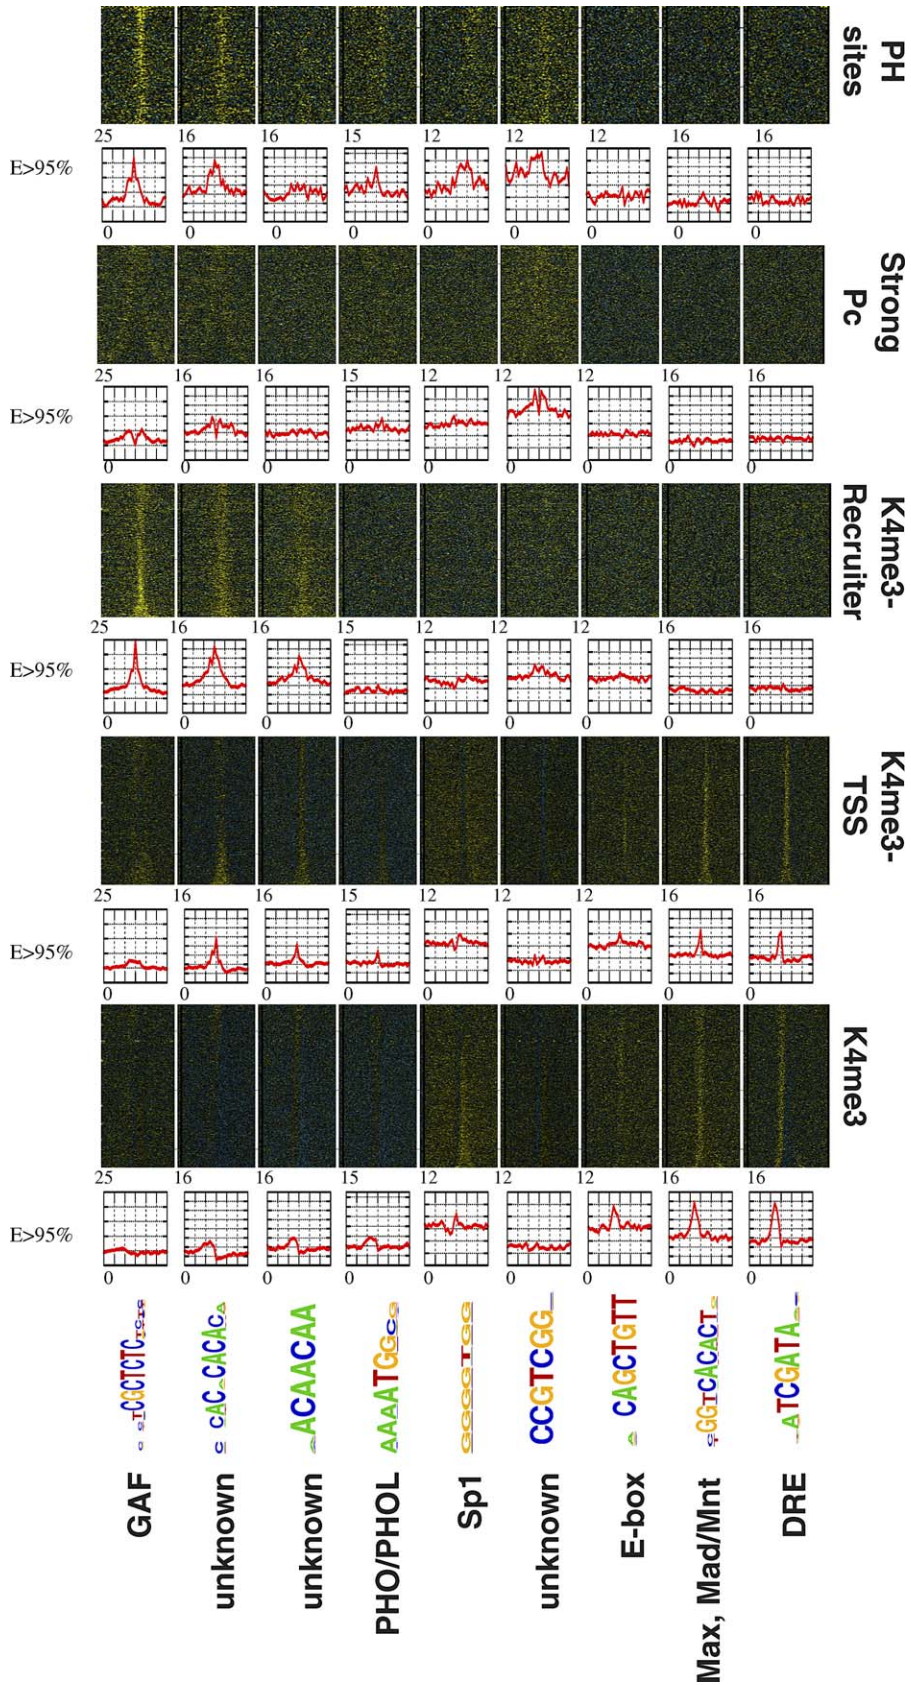 PH sites
25 16 16 15 12 12 12 16 16
E>95%
0 0 0 0 0 0 0 0 0
Strong Pc
25 16 16 15 12 12 12 16 16
E>95%
0 0 0 0 0 0 0 0 0
K4me3-Recruiter
25 16 16 15 12 12 12 16 16
E>95%
0 0 0 0 0 0 0 0 0
K4me3-TSS
25 16 16 15 12 12 12 16 16
E>95%
0 0 0 0 0 0 0 0 0
K4me3
25 16 16 15 12 12 12 16 16
E>95%
0 0 0 0 0 0 0 0 0
GAF
unknown
ACAACAA
unknown
AAAATGGCG
PHO/PHOL
GGGGTGG
Sp1
CCGTCGG
unknown
A CAGCTGTT
E-box
GGTCACACT
Max, Mad/Mnt
ATCGATA
DRE